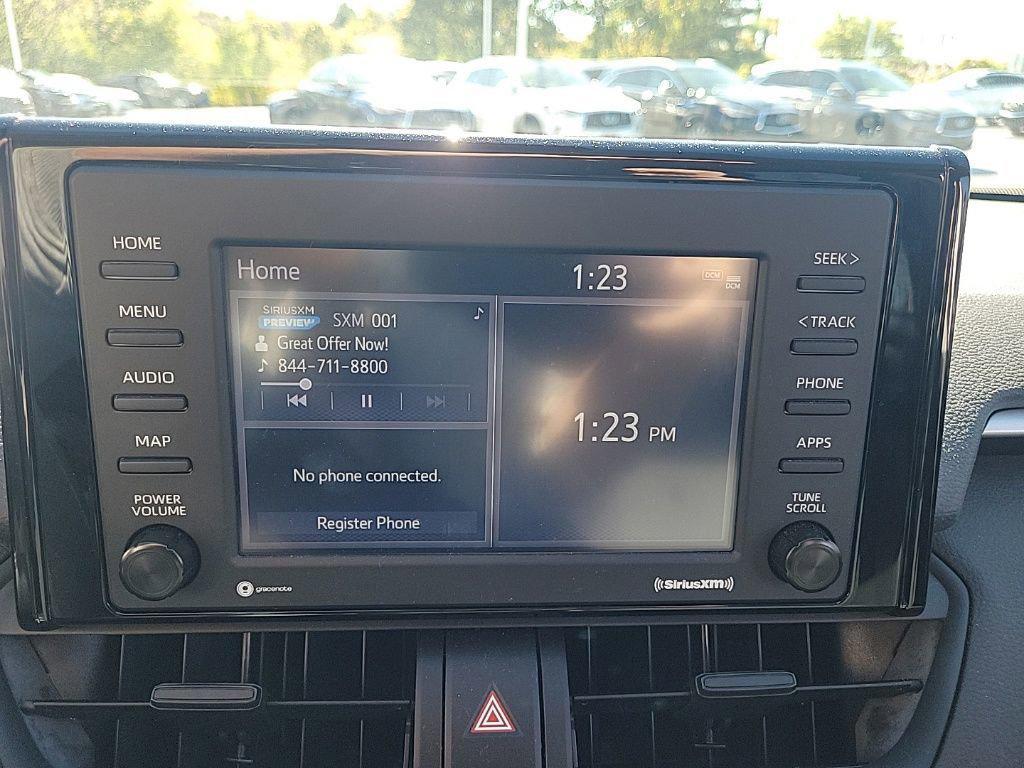 HOME
MENU
AUDIO
MAP
POWER
VOLUME
Home
1:23
DCM
DCM
SIRIUSXM
PREVIEW
SXM 001
Great Offer Now!
844-711-8800
No phone connected.
Register Phone
1:23 PM
SEEK>
<TRACK
PHONE
APPS
TUNE
SCROLL
gracenote
((SiriusXM))